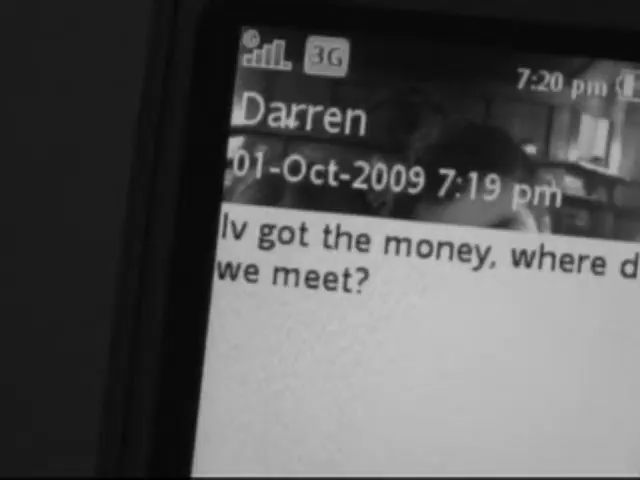 3G
7:20 pm
Darren
01-Oct-2009 7:19 pm
Iv got the money, where d
we meet?